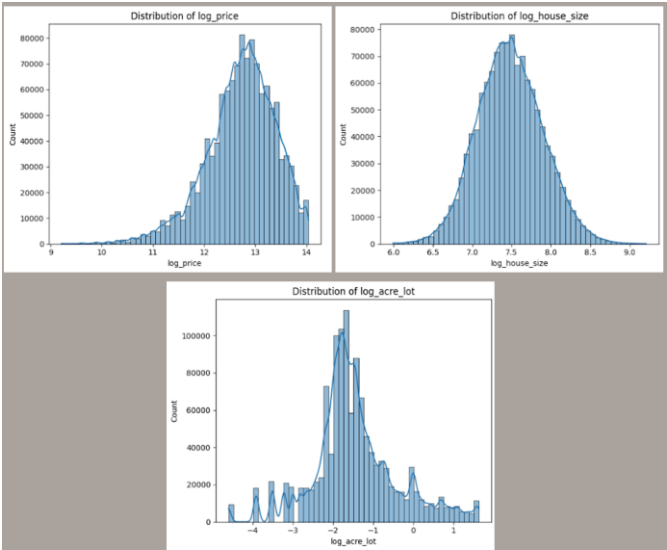 Distribution of log_price
Count
80000
70000
60000
50000
40000
30000
20000
10000
0
9 10 11 12 13 14
log_price
Distribution of log_house_size
Count
80000
70000
60000
50000
40000
30000
20000
10000
0
6.0 6.5 7.0 7.5 8.0 8.5 9.0
log_house_size
Distribution of log_acre_lot
Count
100000
80000
60000
40000
20000
0
−4 −3 −2 −1 0 1
log_acre_lot